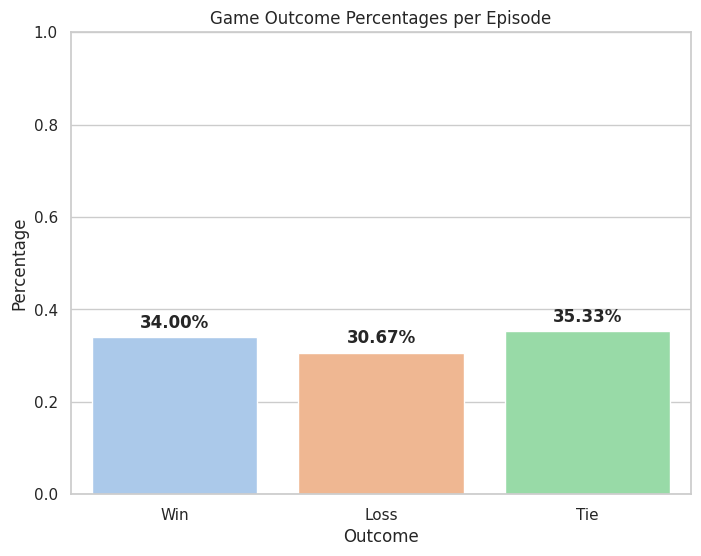 Game Outcome Percentages per Episode
1.0
0.8
0.6
0.4
0.2
0.0
Percentage
34.00%
30.67%
35.33%
Win
Loss
Tie
Outcome